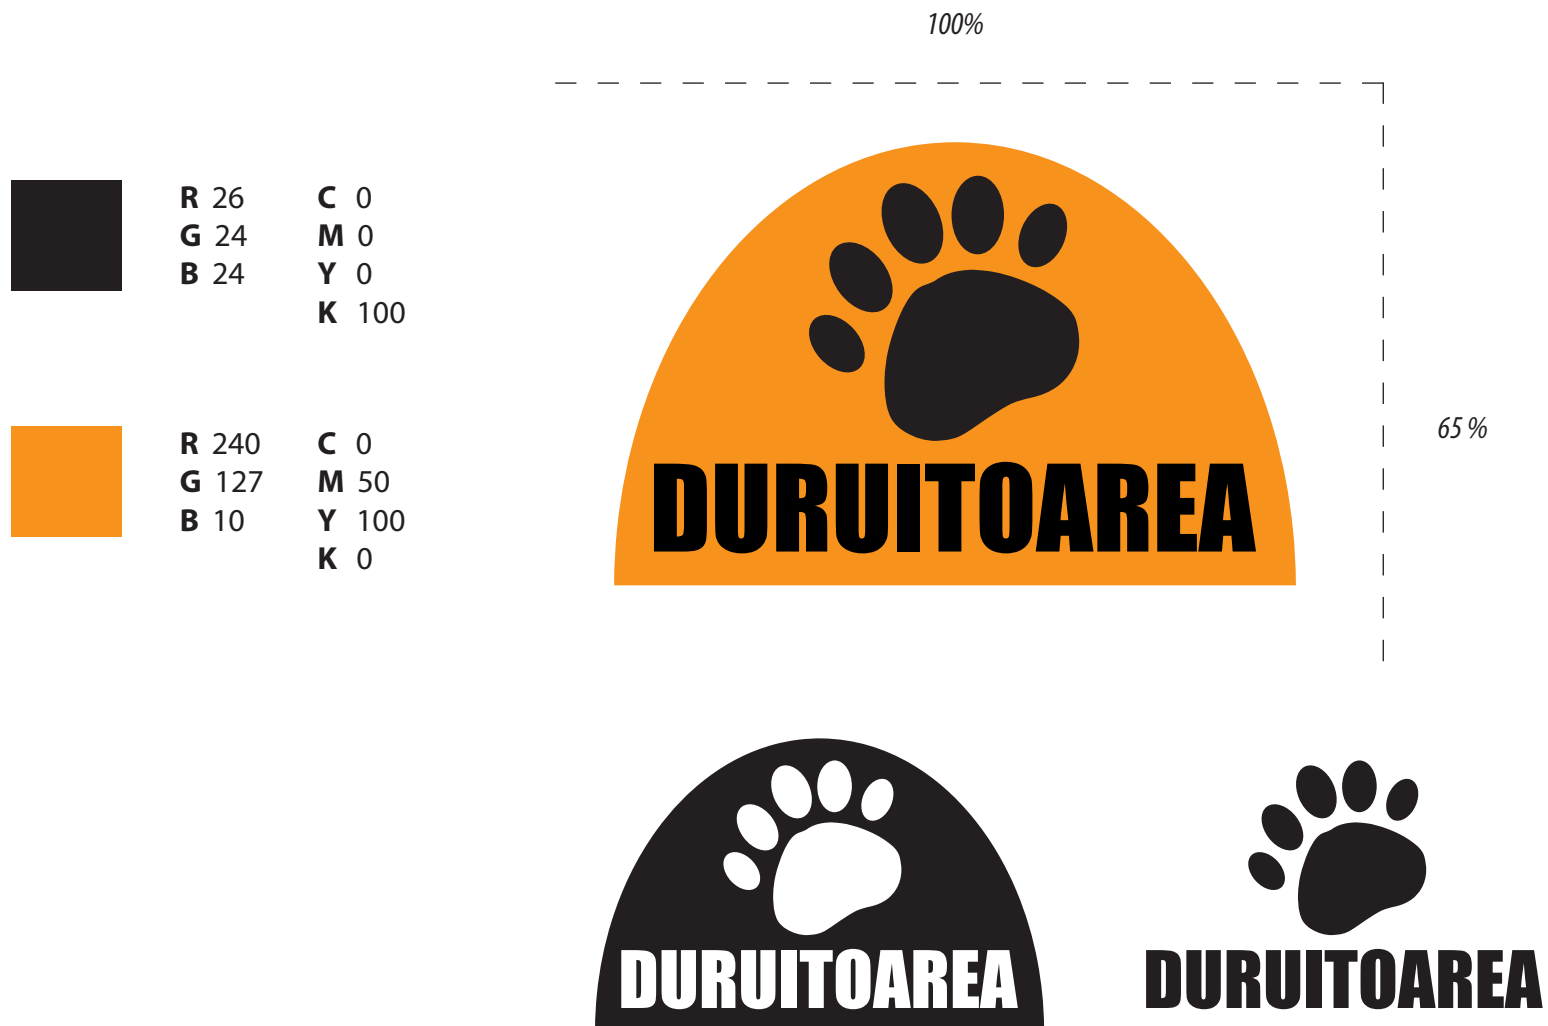 100%
R 26 C 0
G 24 M 0
B 24 Y 0
K 100
R 240 C 0
G 127 M 50
B 10 Y 100
K 0
65 %
DURUITOAREA
DURUITOAREA
DURUITOAREA